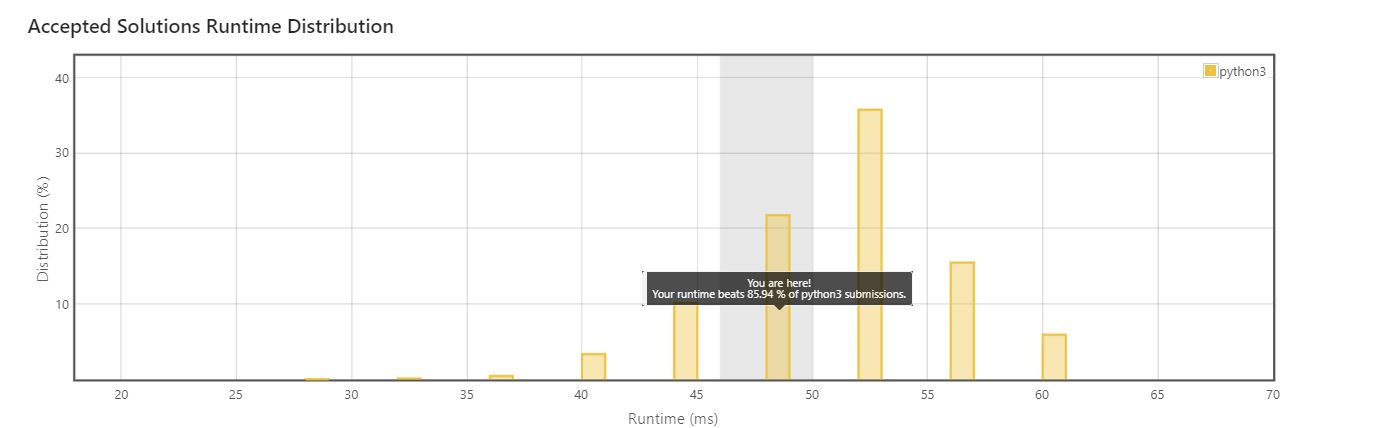 Accepted Solutions Runtime Distribution
python3
40
30
20
10
Distribution (%)
You are here!
Your runtime beats 85.94 % of python3 submissions.
20 25 30 35 40 45 50 55 60 65 70
Runtime (ms)